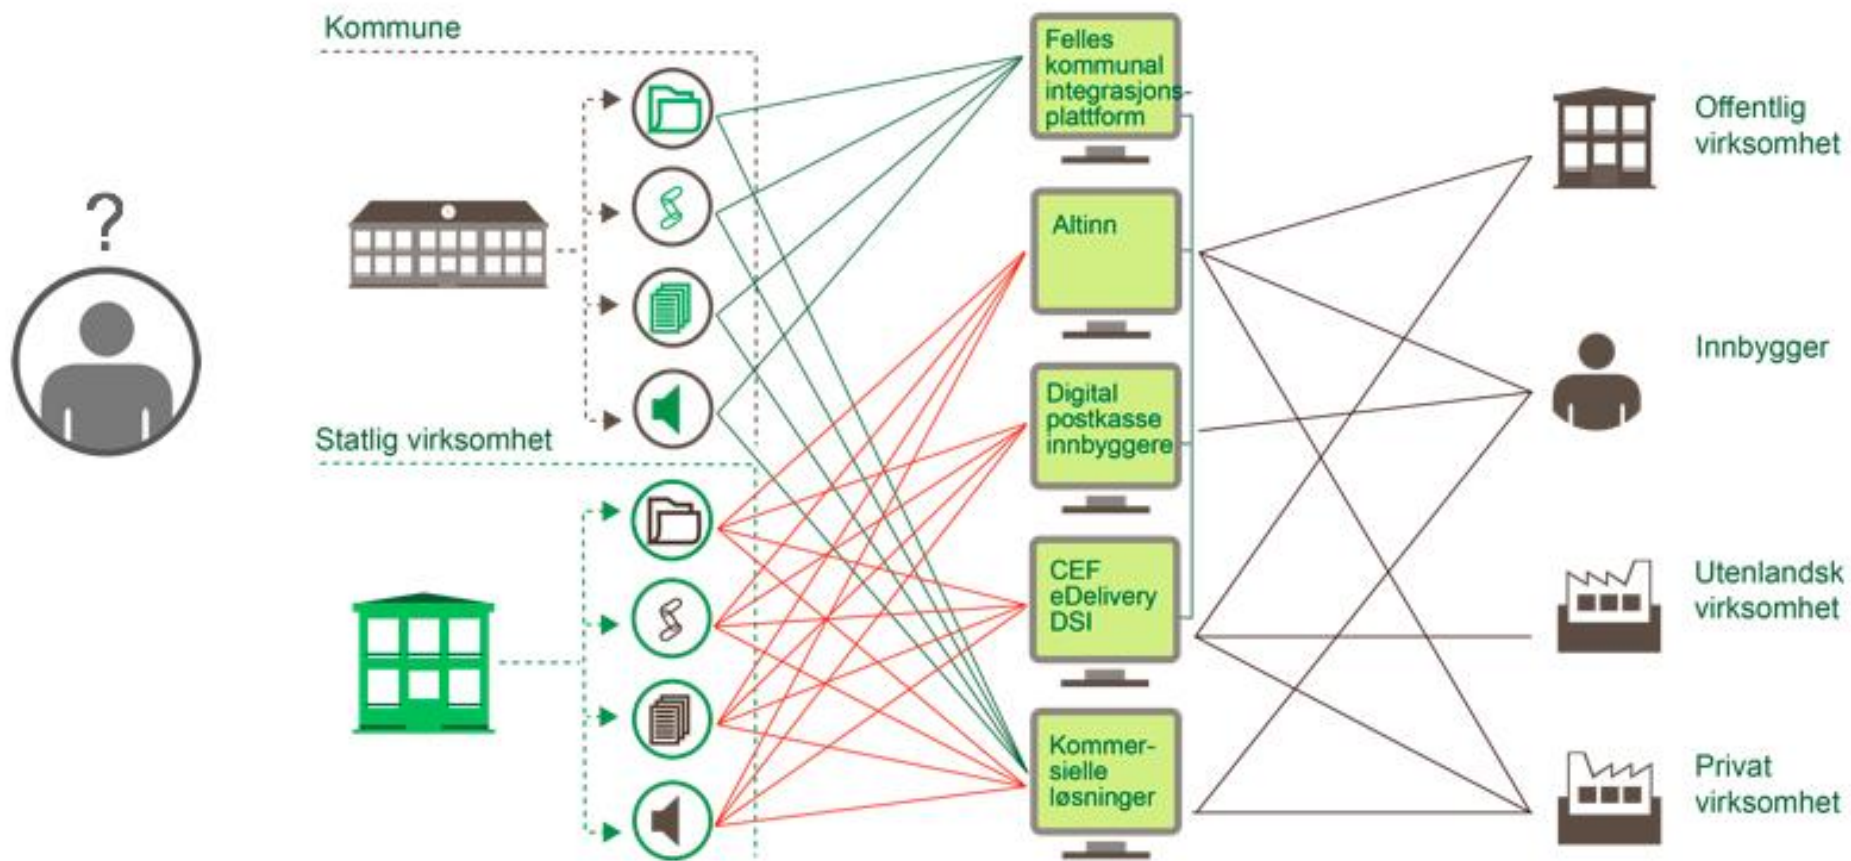 Kommune
?
Statlig virksomhet
Felles
kommunal
integrasjons-
plattform
Altinn
Digital
postkasse
innbyggere
CEF
eDelivery
DSI
Kommer-
sielle
løsninger
Offentlig
virksomhet
Innbygger
Utenlandsk
virksomhet
Privat
virksomhet